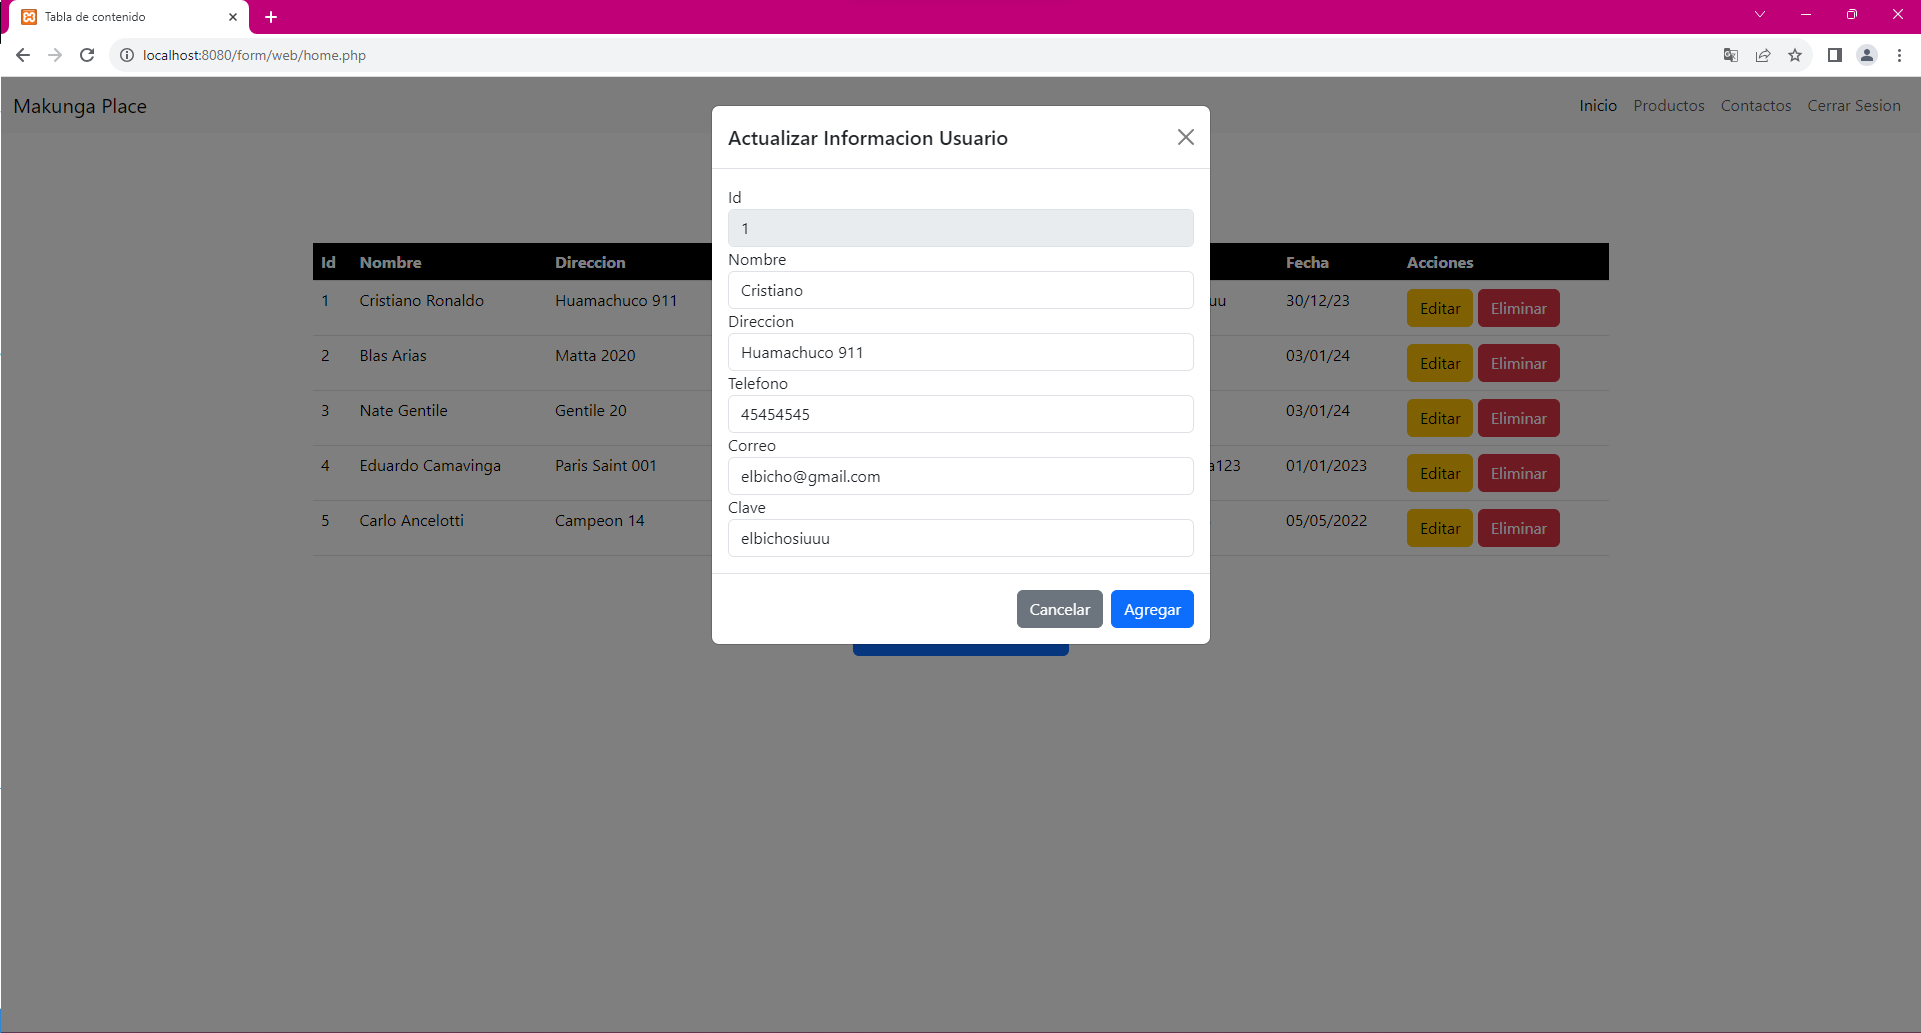 Tabla de contenido
localhost:8080/form/web/home.php
Makunga Place
Inicio Productos Contactos Cerrar Sesion
Actualizar Informacion Usuario
Id
1
Nombre
Cristiano
Direccion
Huamachuco 911
Telefono
45454545
Correo
elbicho@gmail.com
Clave
elbichosiuuu
Cancelar Agregar
Id Nombre Direccion Fecha Acciones
1 Cristiano Ronaldo Huamachuco 911 uu 30/12/23 Editar Eliminar
2 Blas Arias Matta 2020 03/01/24 Editar Eliminar
3 Nate Gentile Gentile 20 03/01/24 Editar Eliminar
4 Eduardo Camavinga Paris Saint 001 a123 01/01/2023 Editar Eliminar
5 Carlo Ancelotti Campeon 14 05/05/2022 Editar Eliminar